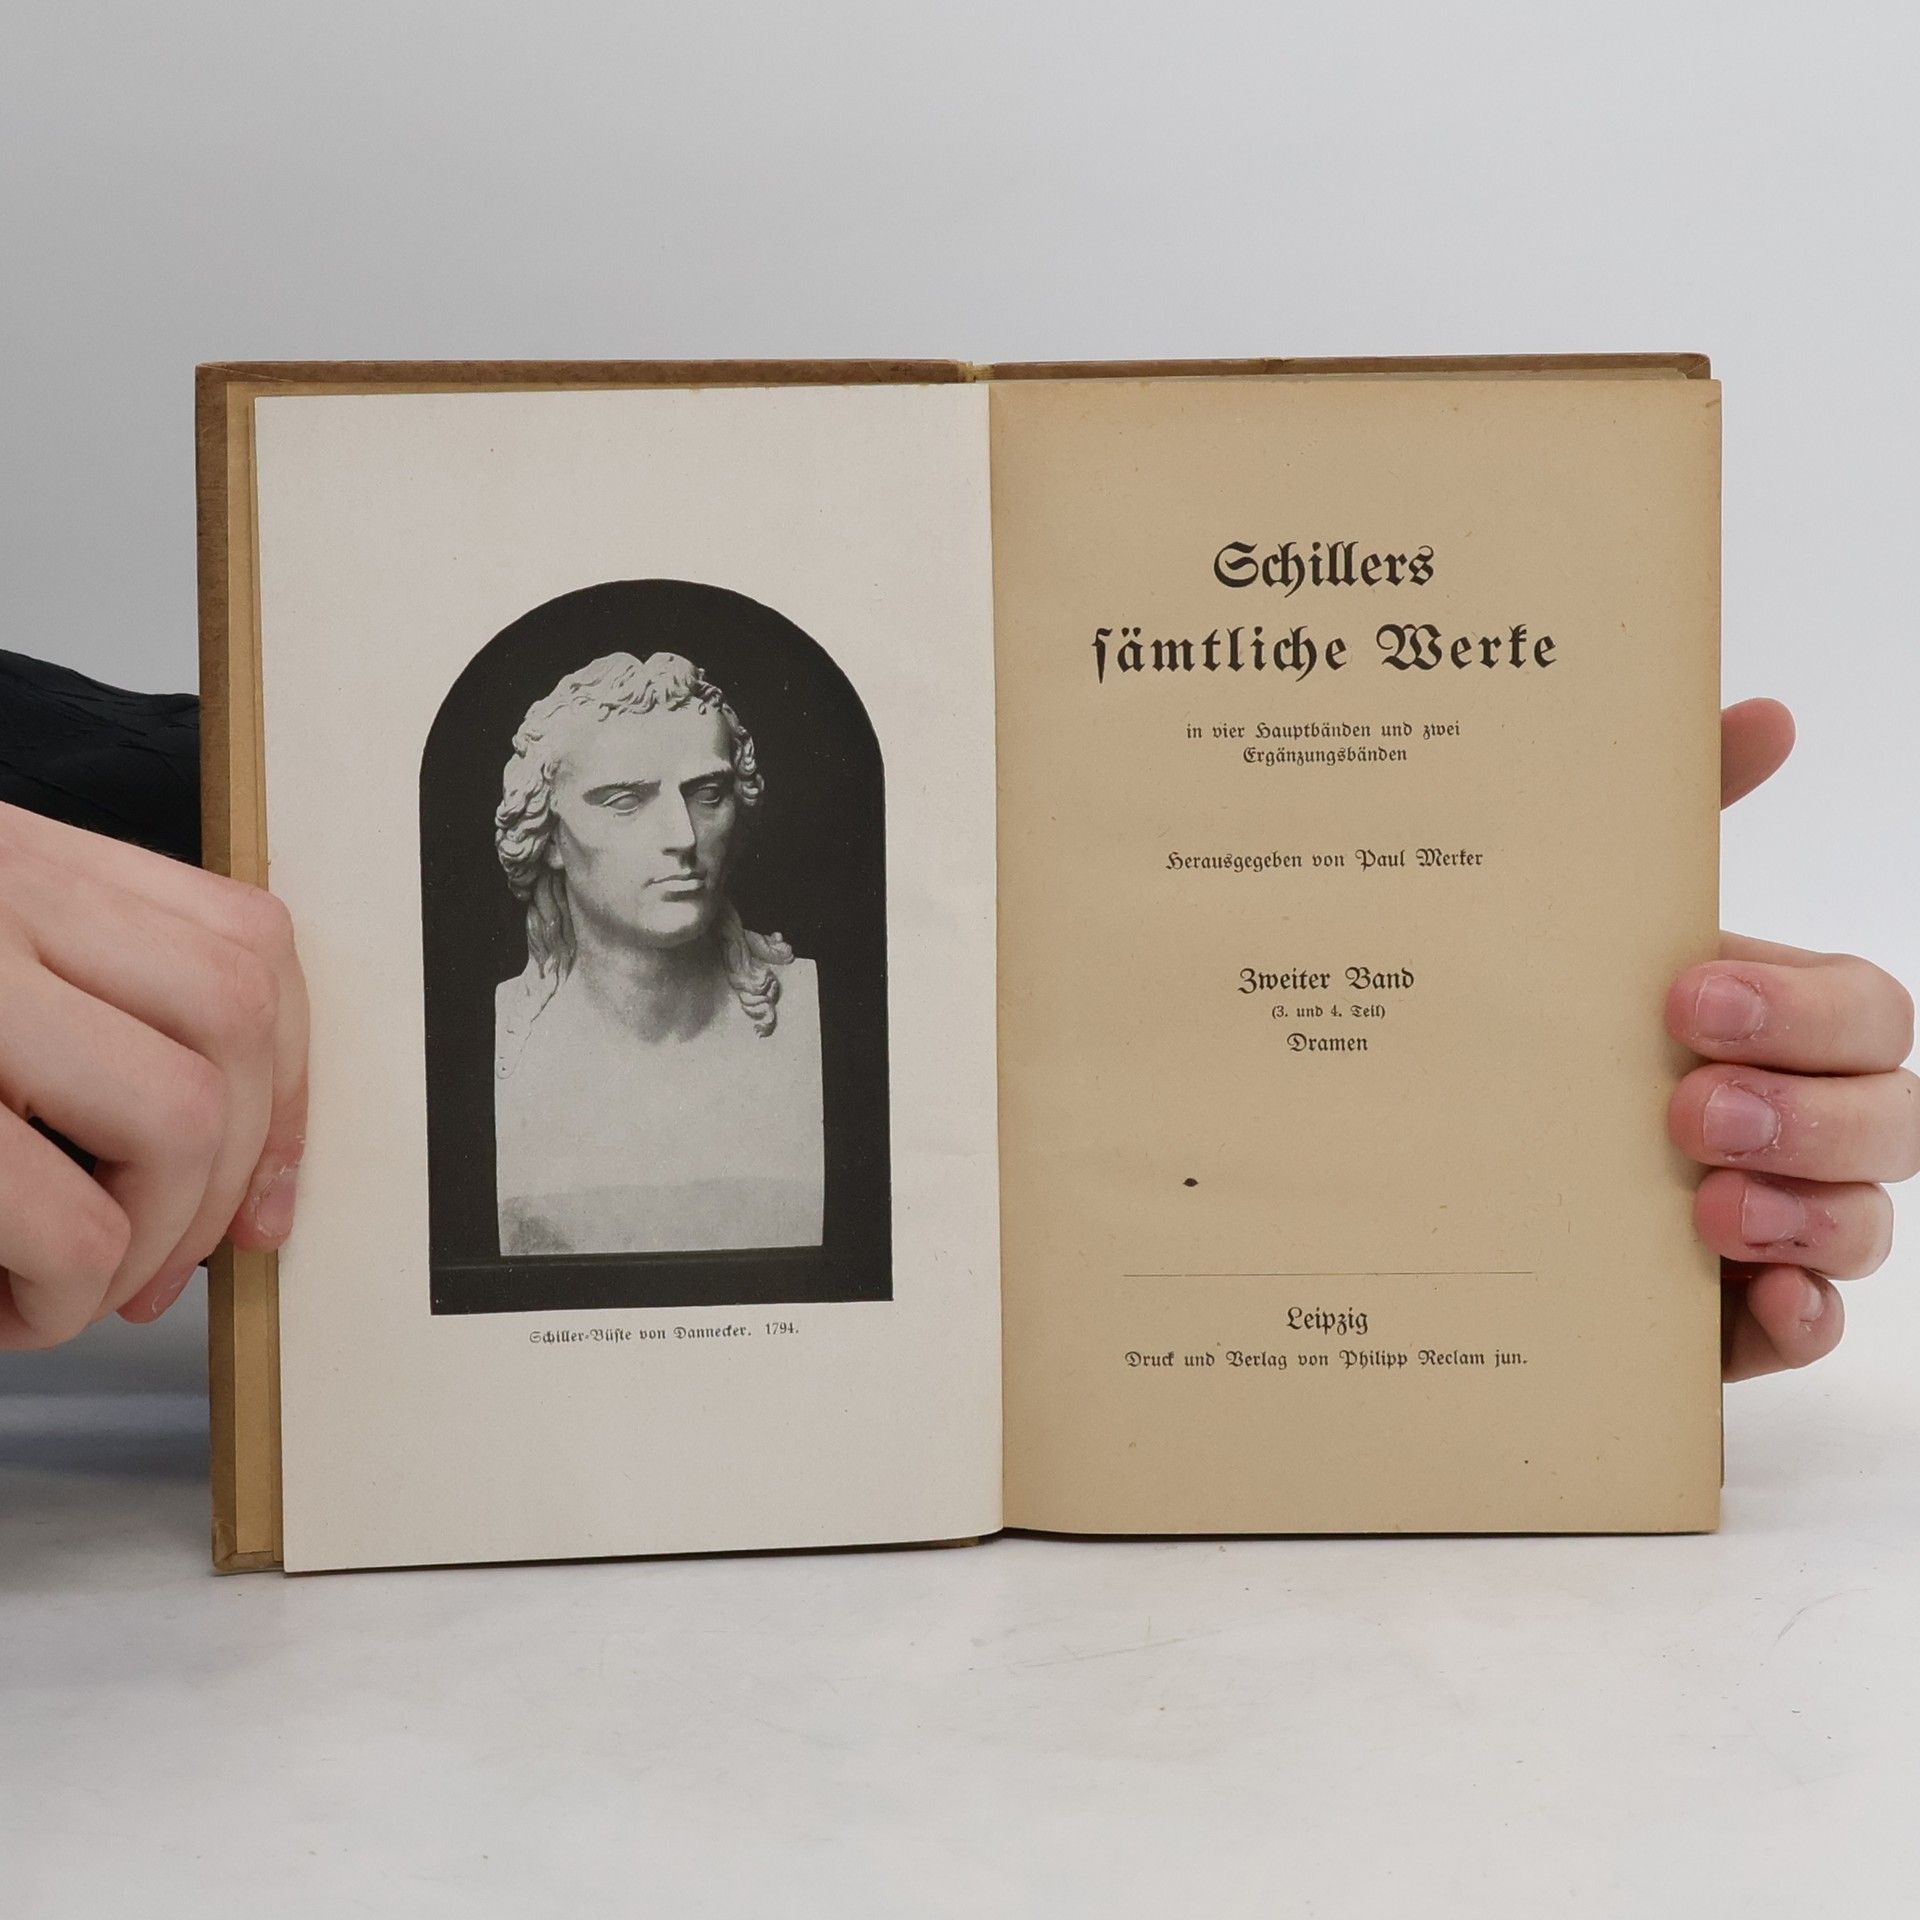 Schiller-Büſte von Dannecker. 1794.
Schillers
ſämtliche Werke
in vier Hauptbänden und zwei
Ergänzungsbänden
Herausgegeben von Paul Merker
Zweiter Band
(3. und 4. Teil)
Dramen
Leipzig
Druck und Verlag von Philipp Reclam jun.